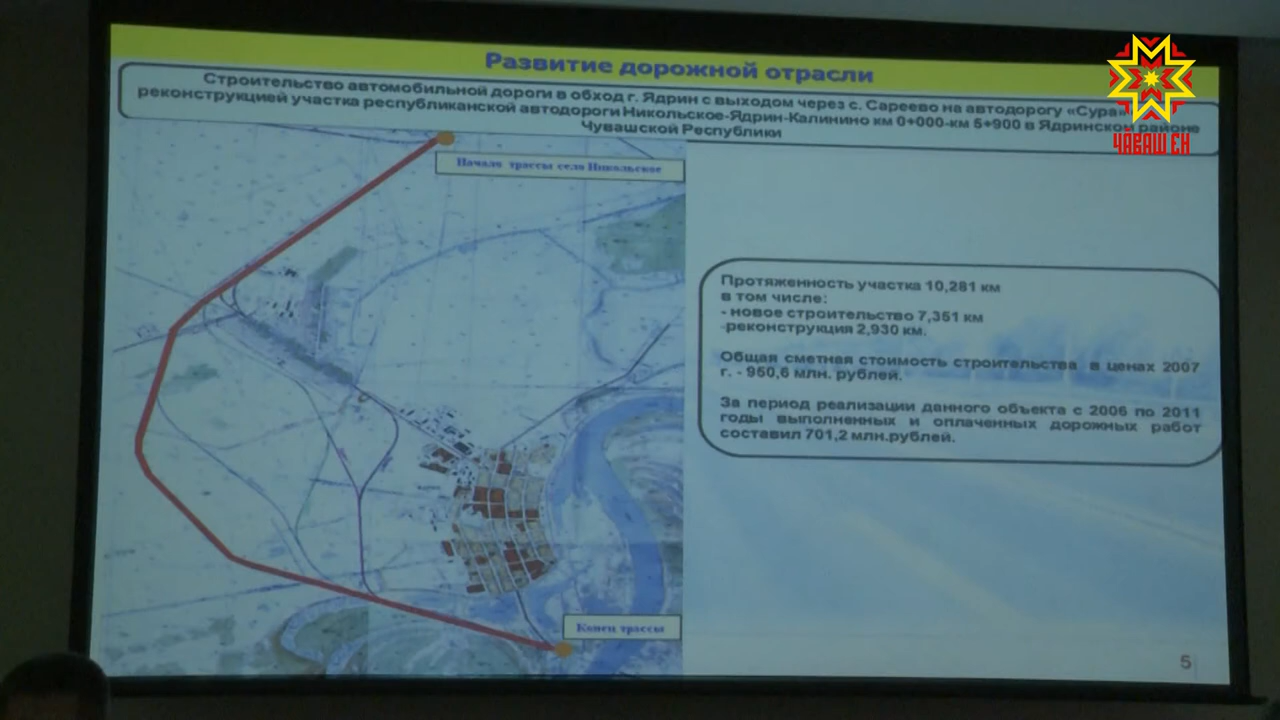 Развитие дорожной отрасли
Строительство автомобильной дороги в обход г. Ядрин с выходом через с. Сареево на автодорогу «Сура»
реконструкцией участка республиканской автодороги Никольское-Ядрин-Калинино км 0+000-км 5+900 в Ядринском районе
Чувашской Республики
ЧӐВАШ ЕН
Начало трассы село Никольское
Протяженность участка 10,281 км
в том числе:
- новое строительство 7,351 км
-реконструкция 2,930 км.
Общая сметная стоимость строительства в ценах 2007
г. - 950,6 млн. рублей.
За период реализации данного объекта с 2006 по 2011
годы выполненных и оплаченных дорожных работ
составил 701,2 млн.рублей.
Конец трассы
5